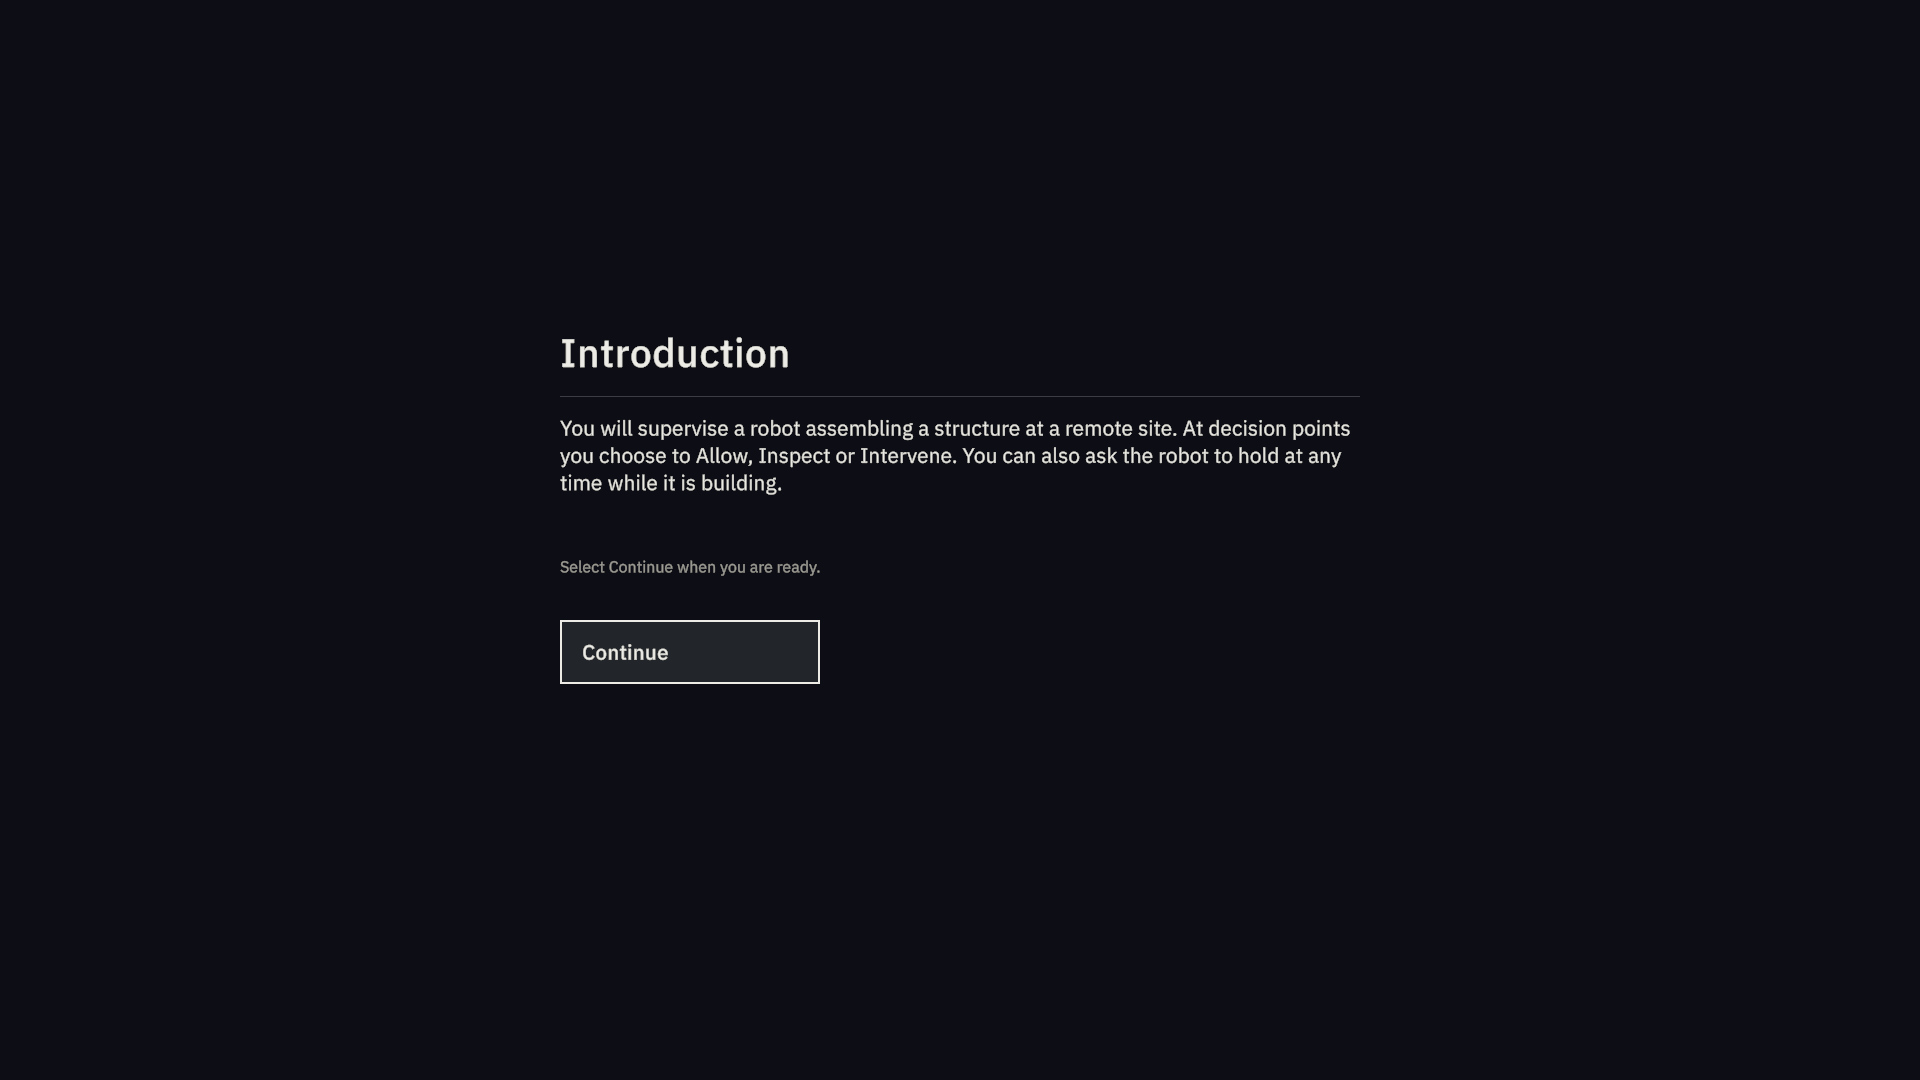 Introduction
You will supervise a robot assembling a structure at a remote site. At decision points
you choose to Allow, Inspect or Intervene. You can also ask the robot to hold at any
time while it is building.
Select Continue when you are ready.
Continue